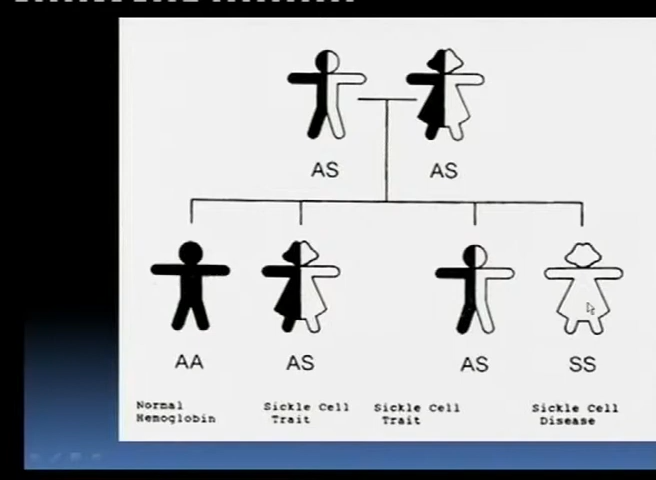 AS AS
AA AS AS SS
Normal Sickle Cell Sickle Cell Sickle Cell
Hemoglobin Trait Trait Disease